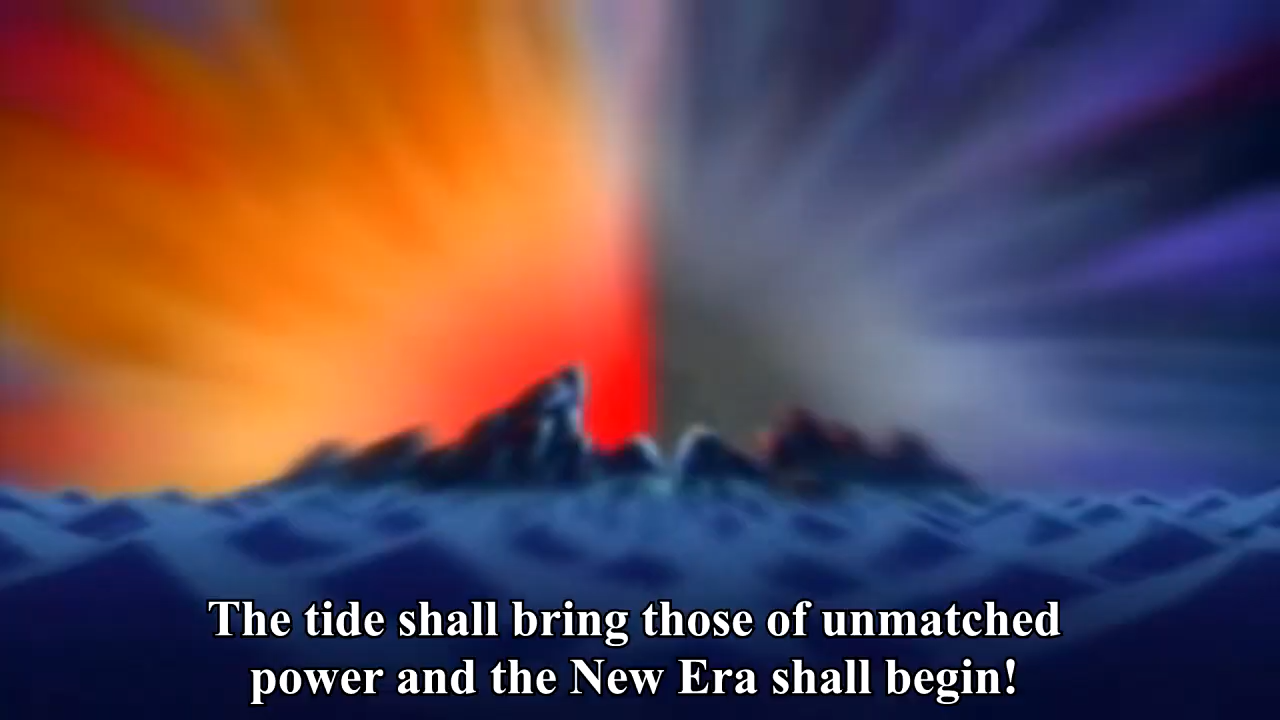 The tide shall bring those of unmatched
power and the New Era shall begin!